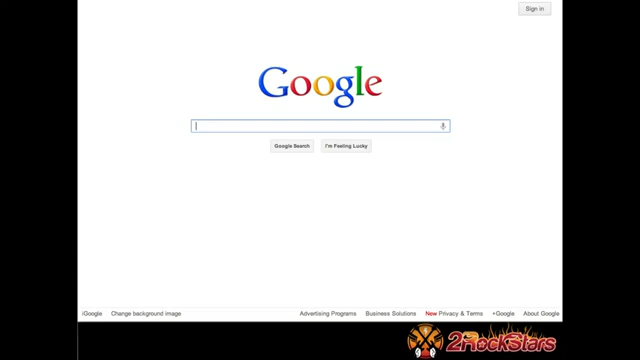 Sign in
Google
Google Search I'm Feeling Lucky
iGoogle Change background image Advertising Programs Business Solutions New Privacy & Terms +Google About Google
2RockStars